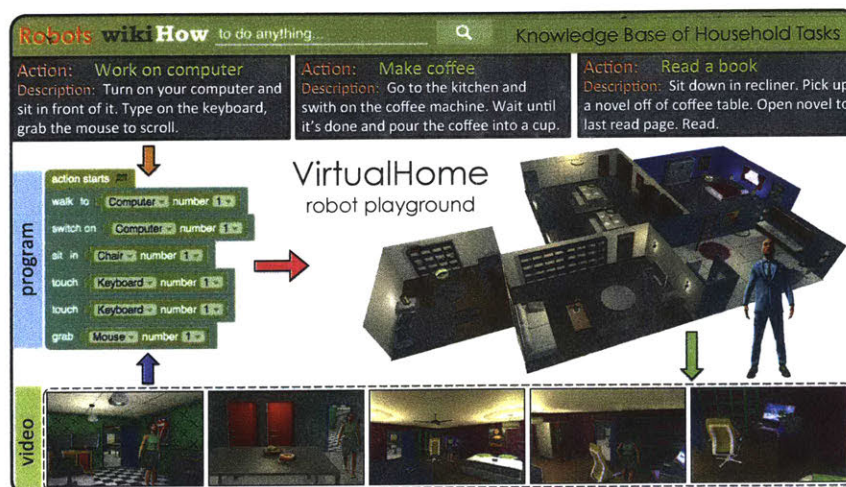 Robots wikiHow to do anything... Knowledge Base of Household Tasks
Action: Work on computer
Description: Turn on your computer and
sit in front of it. Type on the keyboard,
grab the mouse to scroll.
Action: Make coffee
Description: Go to the kitchen and
swith on the coffee machine. Wait until
it's done and pour the coffee into a cup.
Action: Read a book
Description: Sit down in recliner. Pick up
a novel off of coffee table. Open novel to
last read page. Read.
program
action starts
walk to Computer number 1
switch on Computer number 1
sit in Chair number 1
touch Keyboard number 1
touch Keyboard number 1
grab Mouse number 1
VirtualHome
robot playground
video